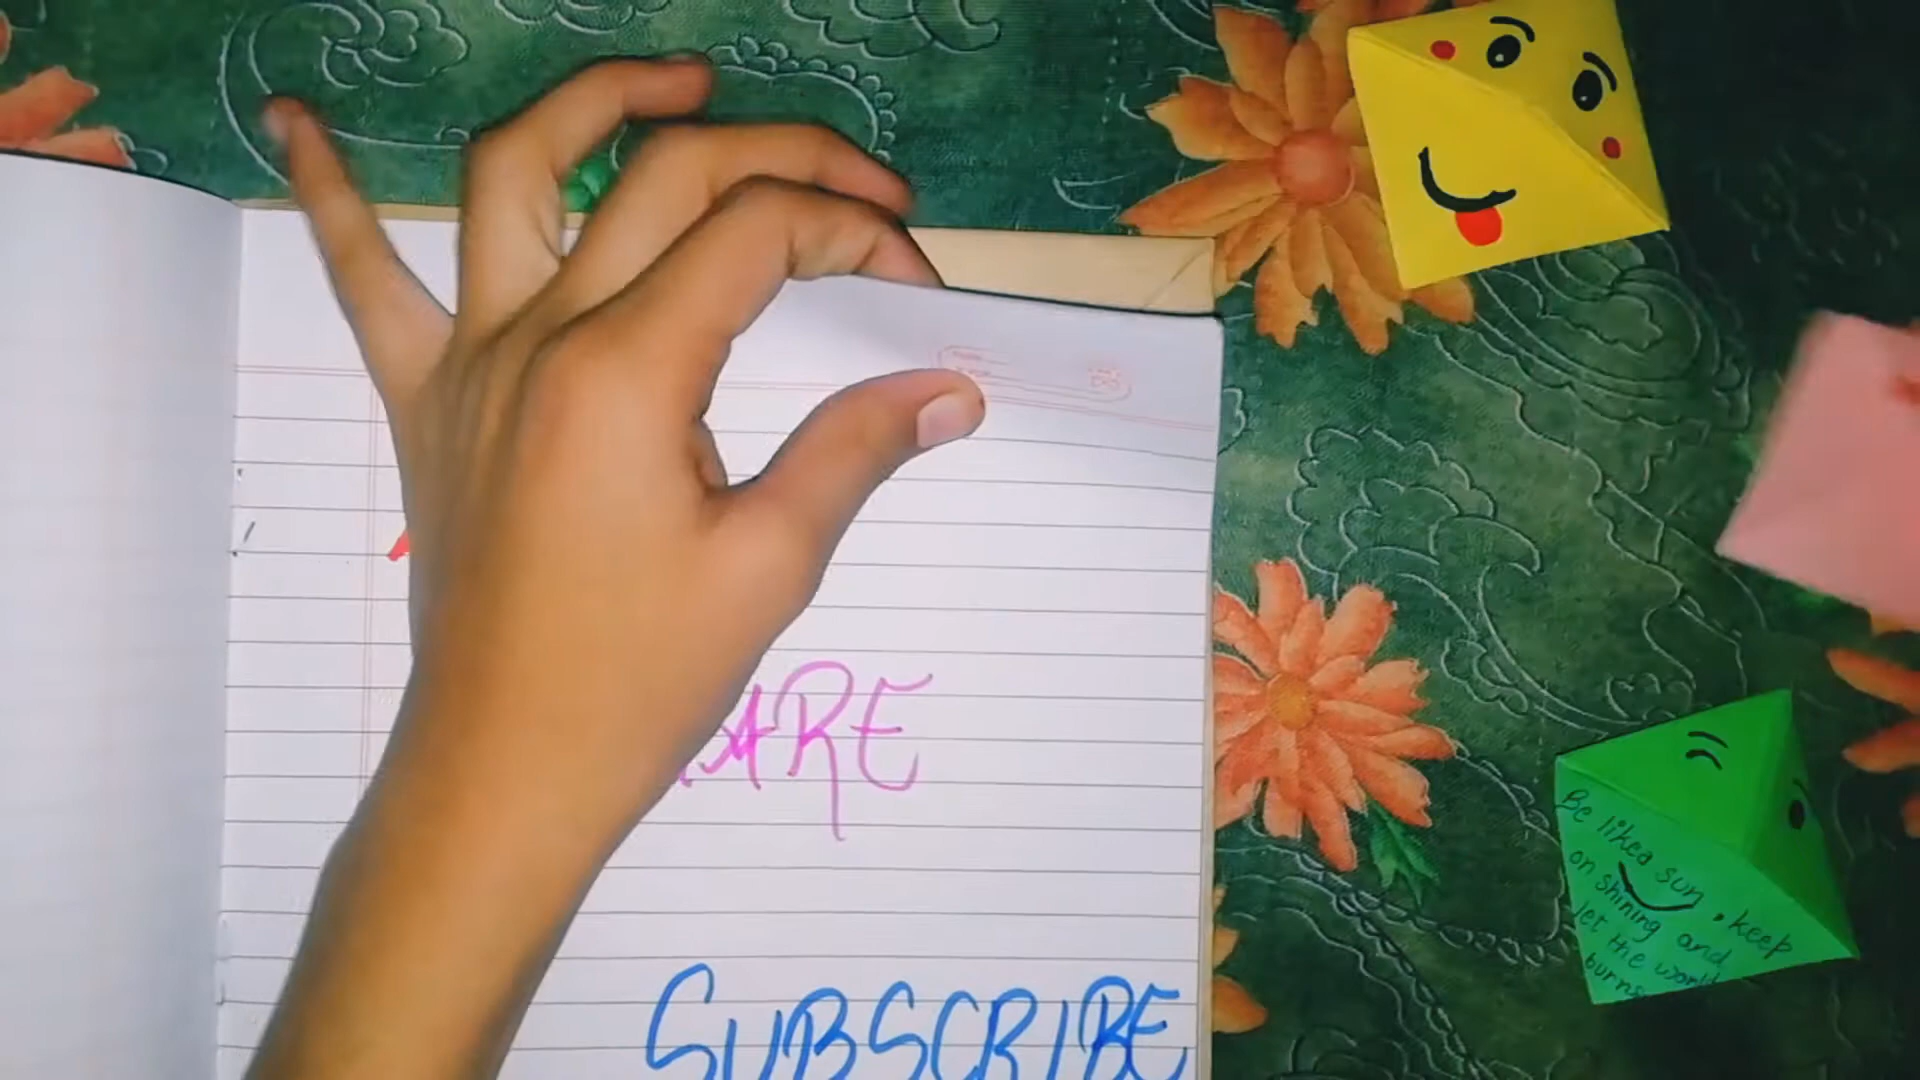 ARE
SUBSCRIBE
Be like a sun, keep
on shining and
let the world
burns